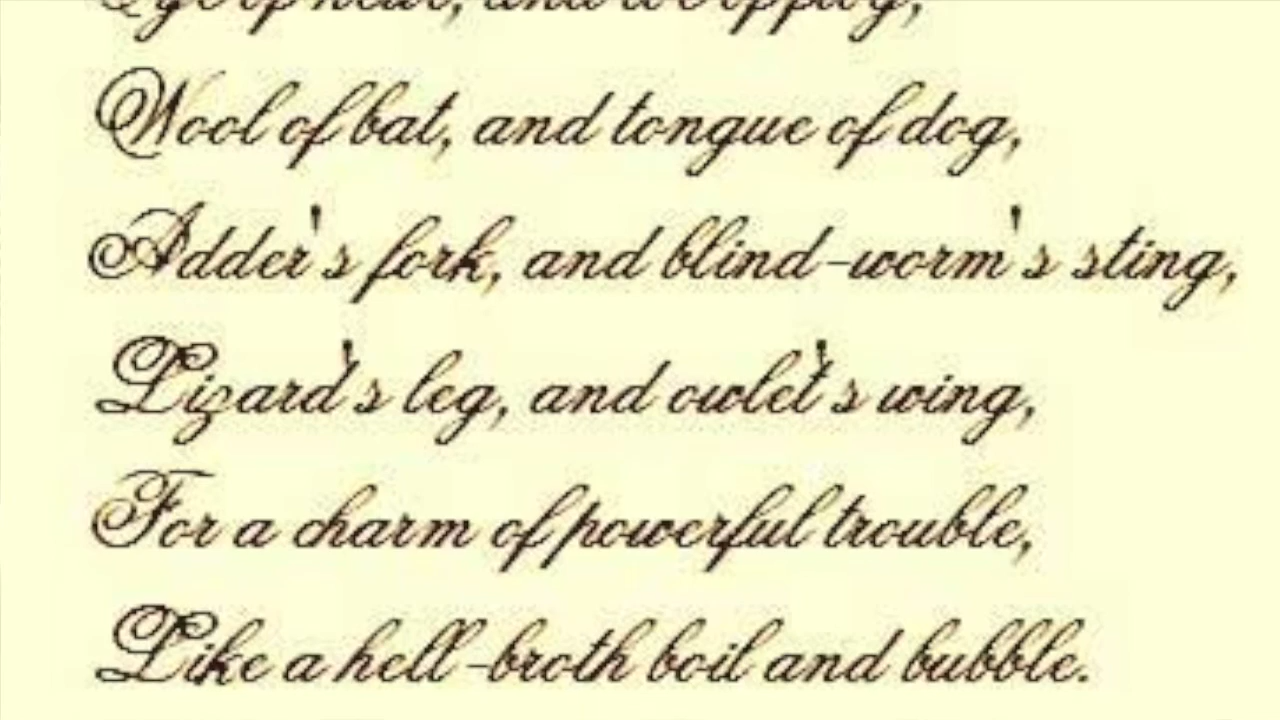 Wool of bat, and tongue of dog,
Adder's fork, and blind-worm's sting,
Lizard's leg, and owlet's wing,
For a charm of powerful trouble,
Like a hell-broth boil and bubble.